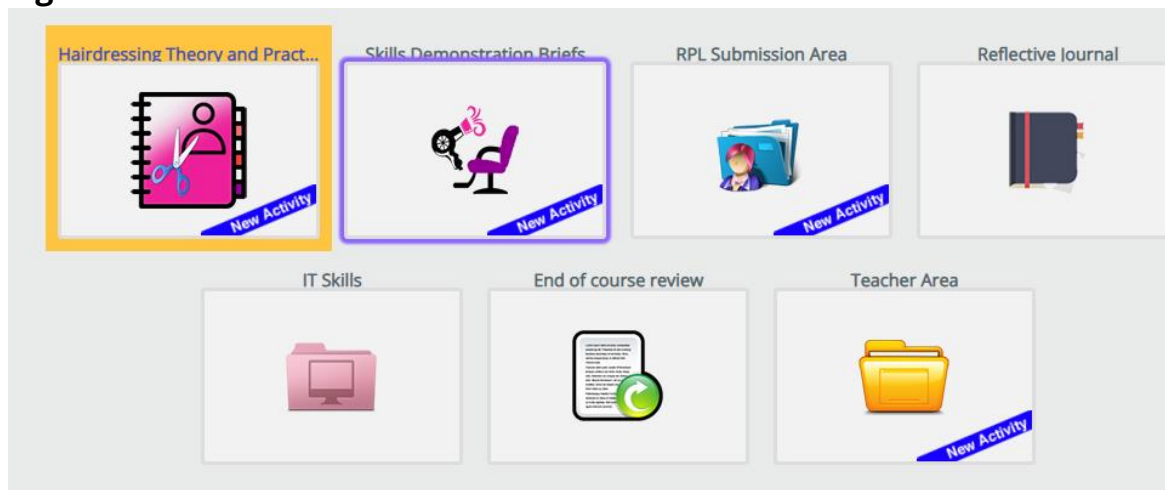 Hairdressing Theory and Pract...
Skills Demonstration Briefs
RPL Submission Area
Reflective Journal
New Activity
New Activity
New Activity
IT Skills
End of course review
Teacher Area
New Activity